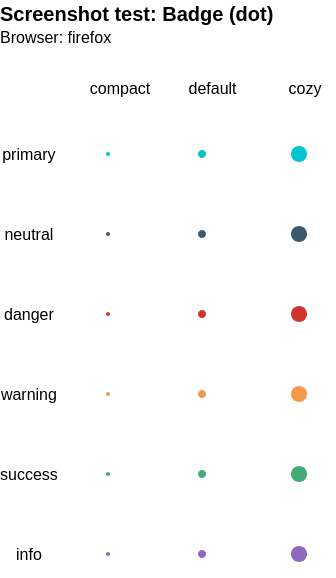 Screenshot test: Badge (dot)
Browser: firefox
compact default cozy
primary
neutral
danger
warning
success
info